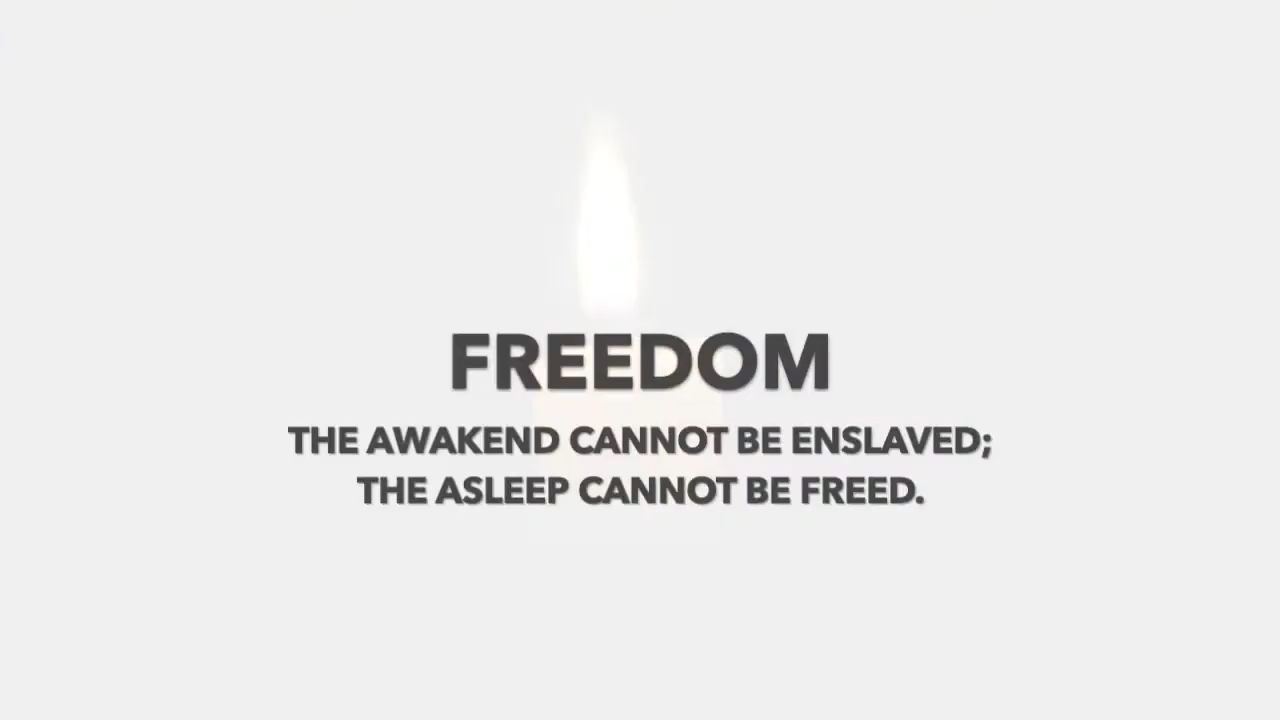 FREEDOM
THE AWAKEND CANNOT BE ENSLAVED;
THE ASLEEP CANNOT BE FREED.